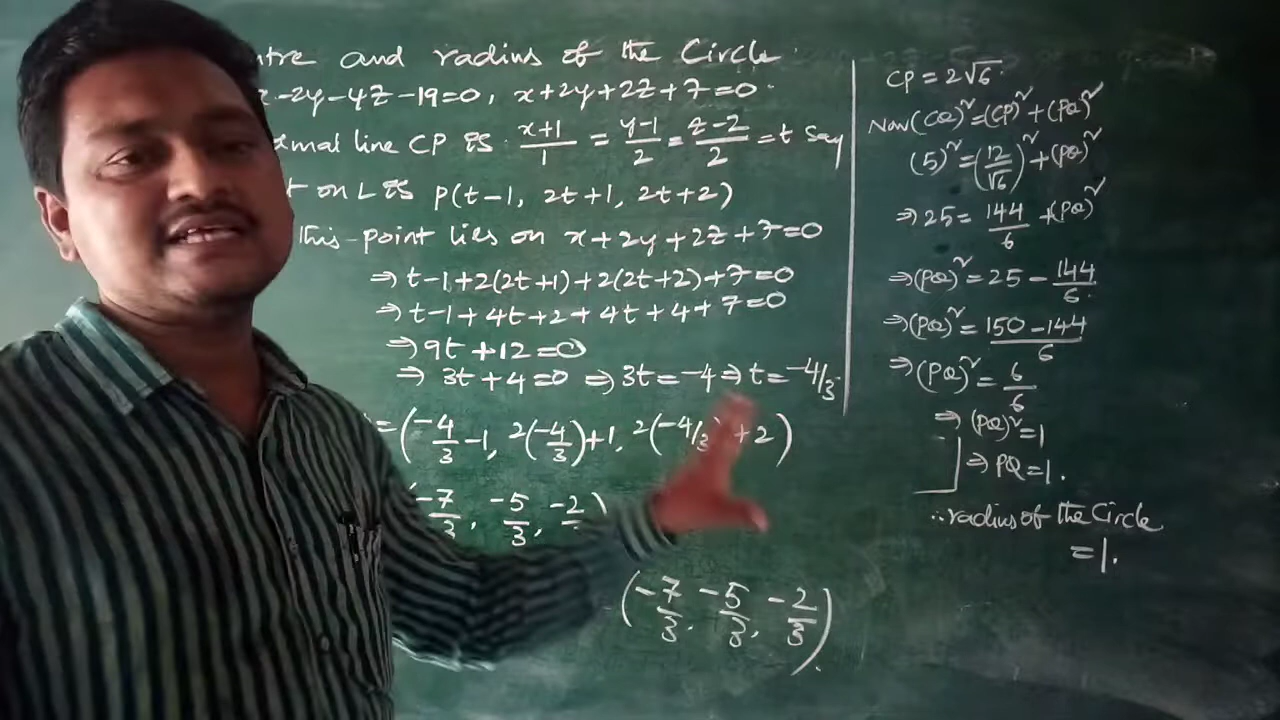 and radius of the Circle
-2y-4z-19=0, x+2y+2z+7=0.
line CP is x+1/1 = y-1/2 = z-2/2 = t Say
on L is P(t-1, 2t+1, 2t+2)
This point lies on x+2y+2z+7=0
⇒ t-1+2(2t+1)+2(2t+2)+7=0
⇒ t-1+4t+2+4t+4+7=0
⇒ 9t+12=0
⇒ 3t+4=0 ⇒ 3t=-4 ⇒ t=-4/3.
=(-4/3-1, 2(-4/3)+1, 2(-4/3)+2)
-7/3, -5/3, -2
(-7/3, -5/3, -2/3).
CP = 2√6.
Now (CQ)²=(CP)²+(PQ)²
(5)²=(12/√6)²+(PQ)²
⇒ 25= 144/6 +(PQ)²
⇒(PQ)²=25-144/6.
⇒(PQ)²=150-144/6
⇒(PQ)²=6/6
⇒(PQ)²=1
⇒ PQ=1.
∴ radius of the Circle
=1.